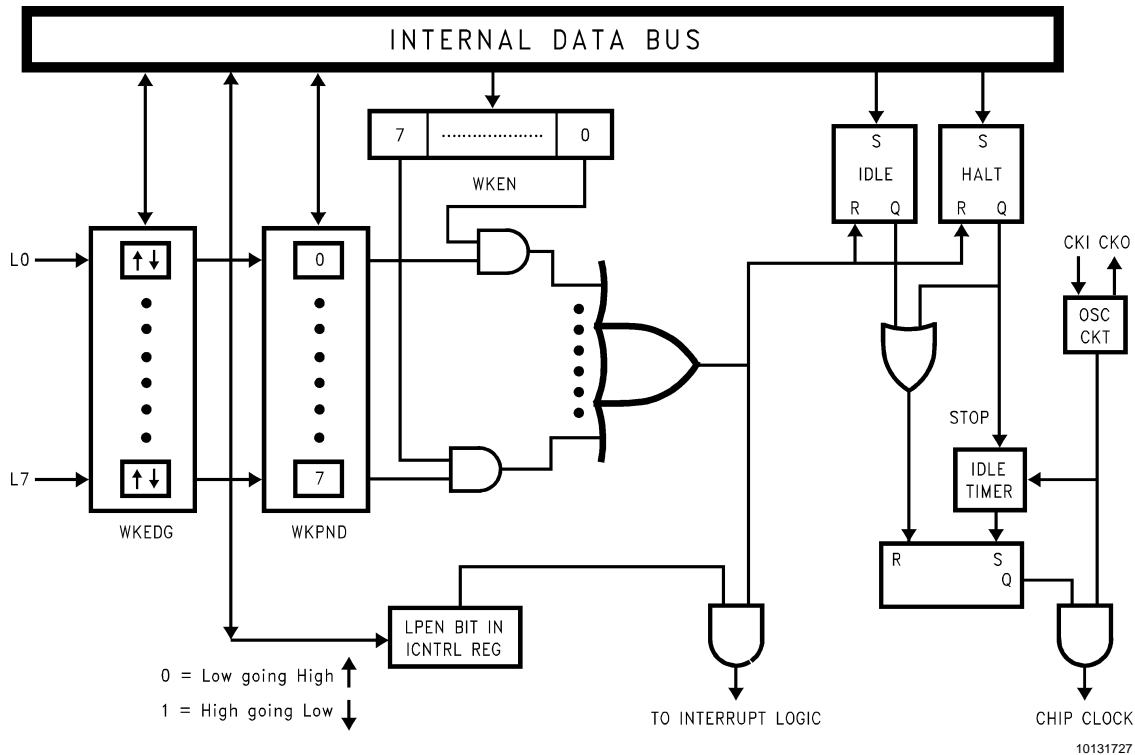 INTERNAL DATA BUS
7 .................... 0
WKEN
S
IDLE
R Q
S
HALT
R Q
CKI CKO
OSC
CKT
L0
0
L7
7
WKEDG
WKPND
STOP
IDLE
TIMER
R S
Q
LPEN BIT IN
ICNTRL REG
0 = Low going High
1 = High going Low
TO INTERRUPT LOGIC
CHIP CLOCK
10131727